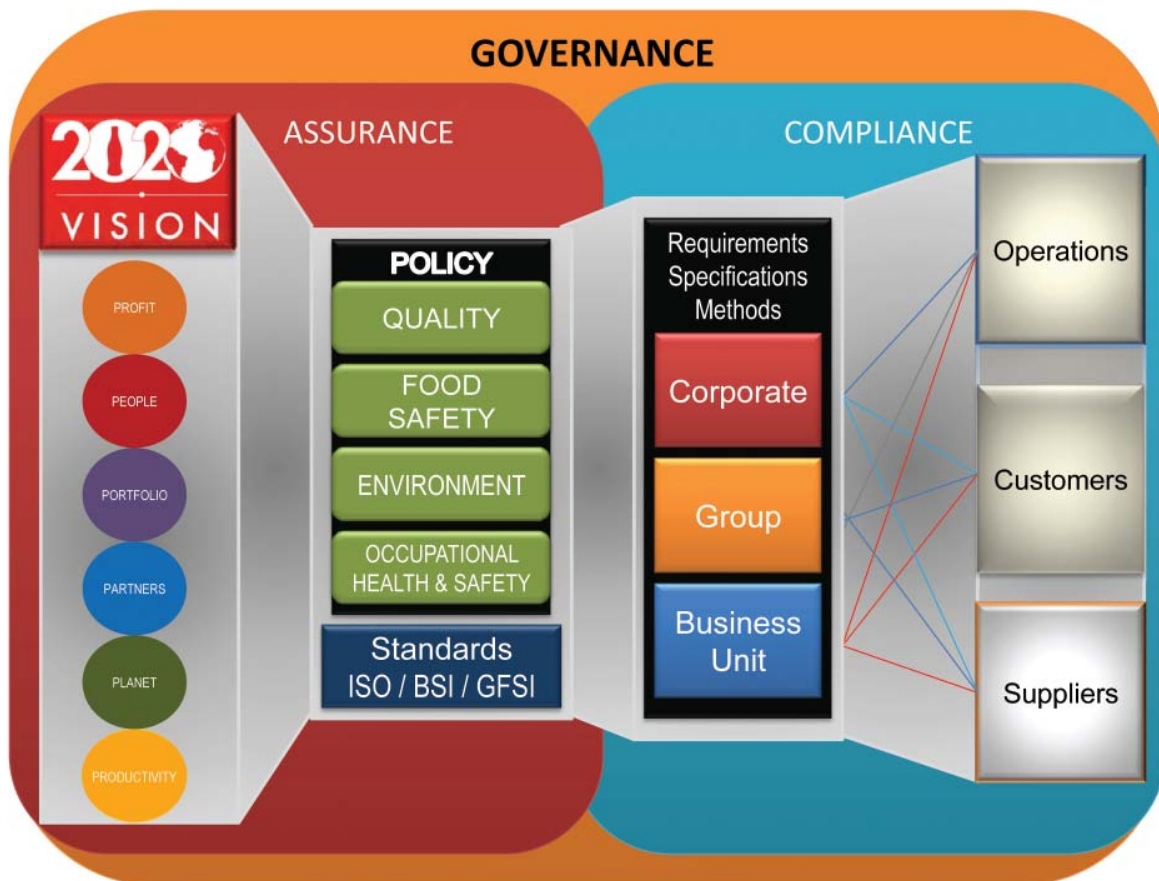 GOVERNANCE
ASSURANCE
COMPLIANCE
2020
VISION
PROFIT
PEOPLE
PORTFOLIO
PARTNERS
PLANET
PRODUCTIVITY
POLICY
QUALITY
FOOD
SAFETY
ENVIRONMENT
OCCUPATIONAL
HEALTH & SAFETY
Standards
ISO / BSI / GFSI
Requirements
Specifications
Methods
Corporate
Group
Business
Unit
Operations
Customers
Suppliers